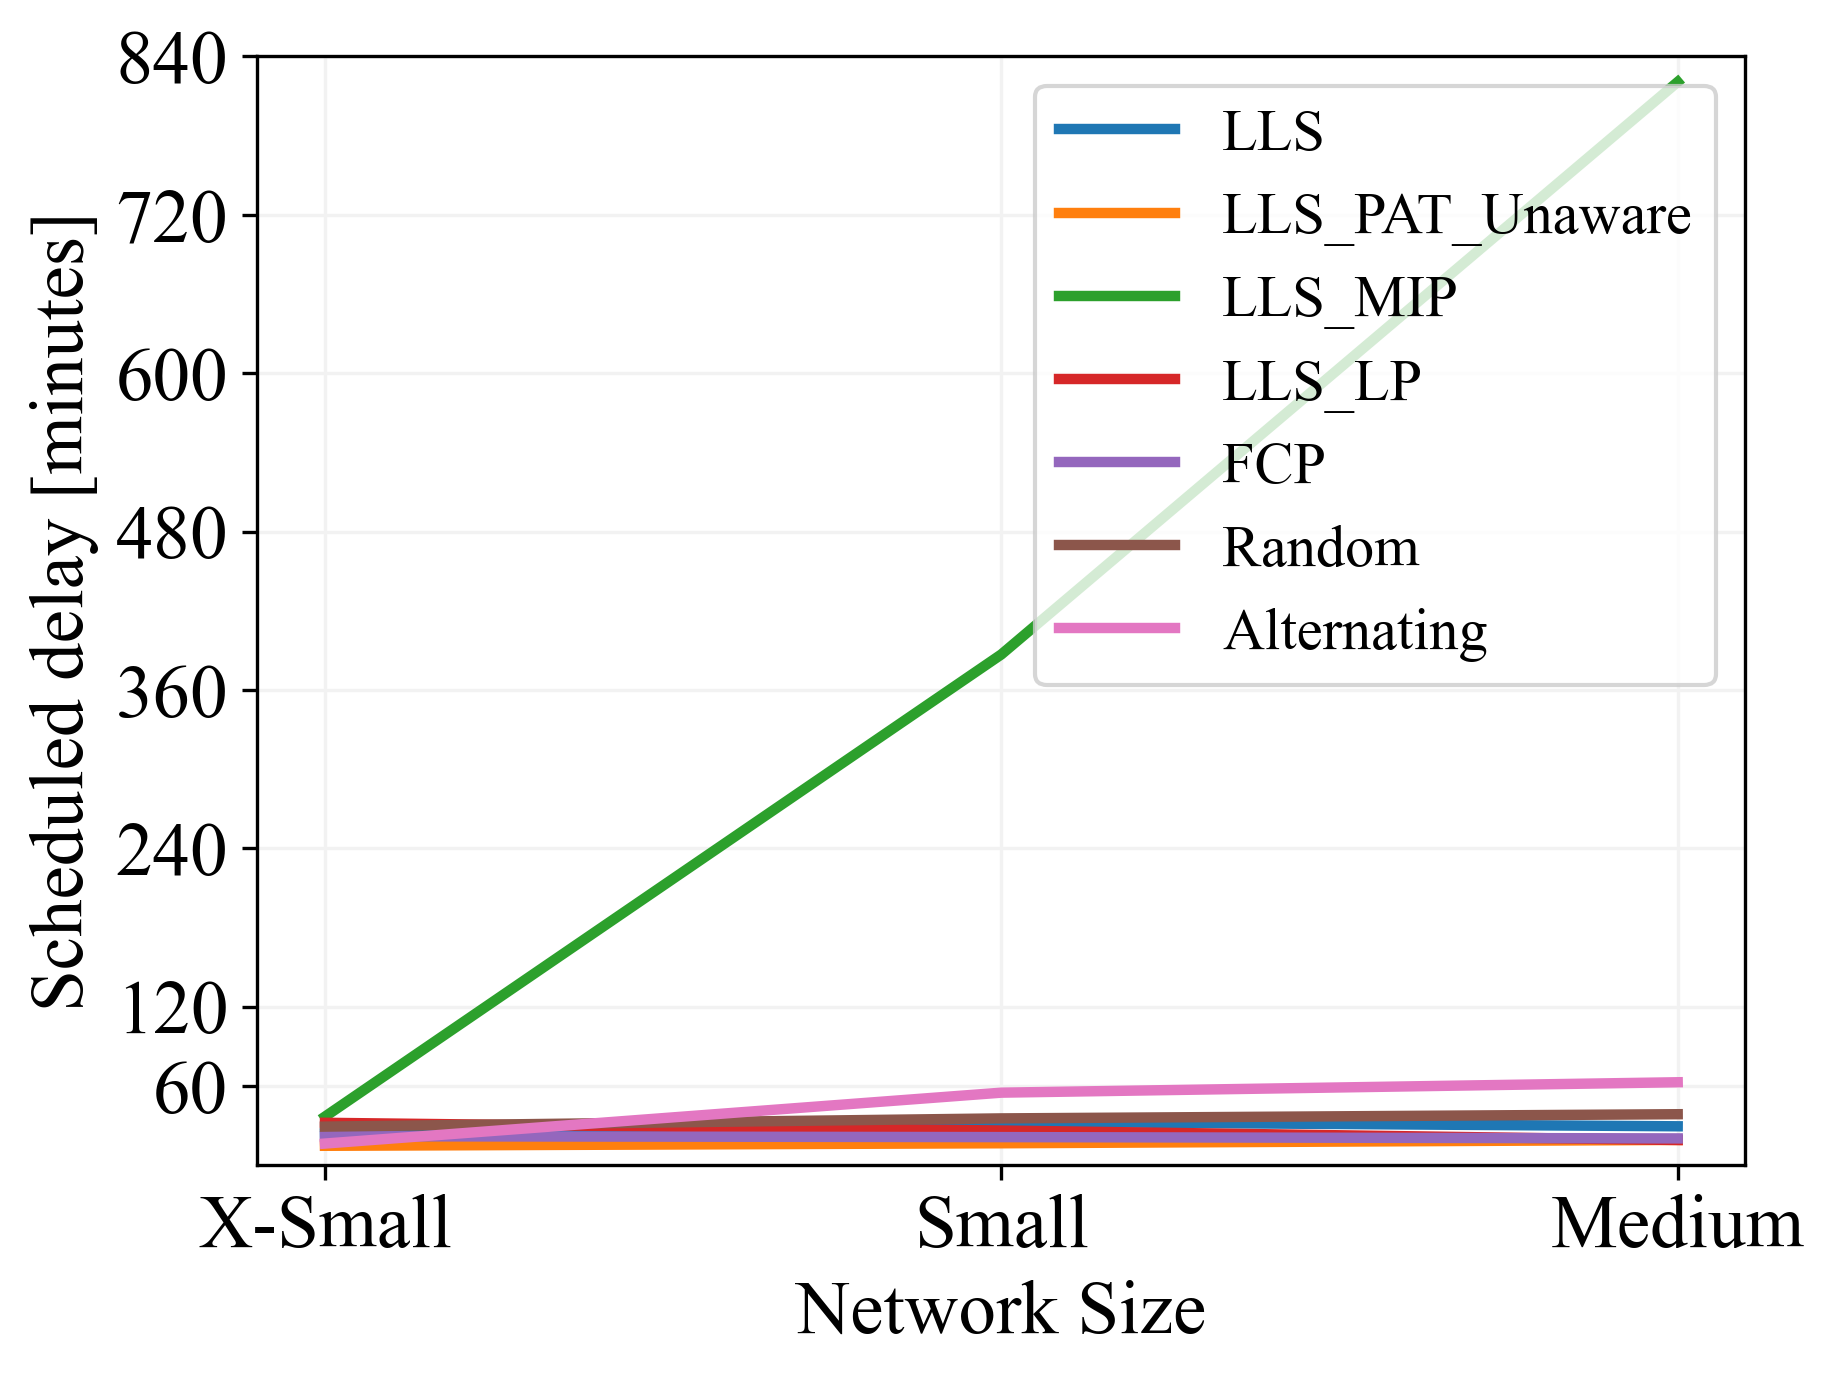 840
720
600
480
360
240
120
60
Scheduled delay [minutes]
LLS
LLS_PAT_Unaware
LLS_MIP
LLS_LP
FCP
Random
Alternating
X-Small
Small
Medium
Network Size